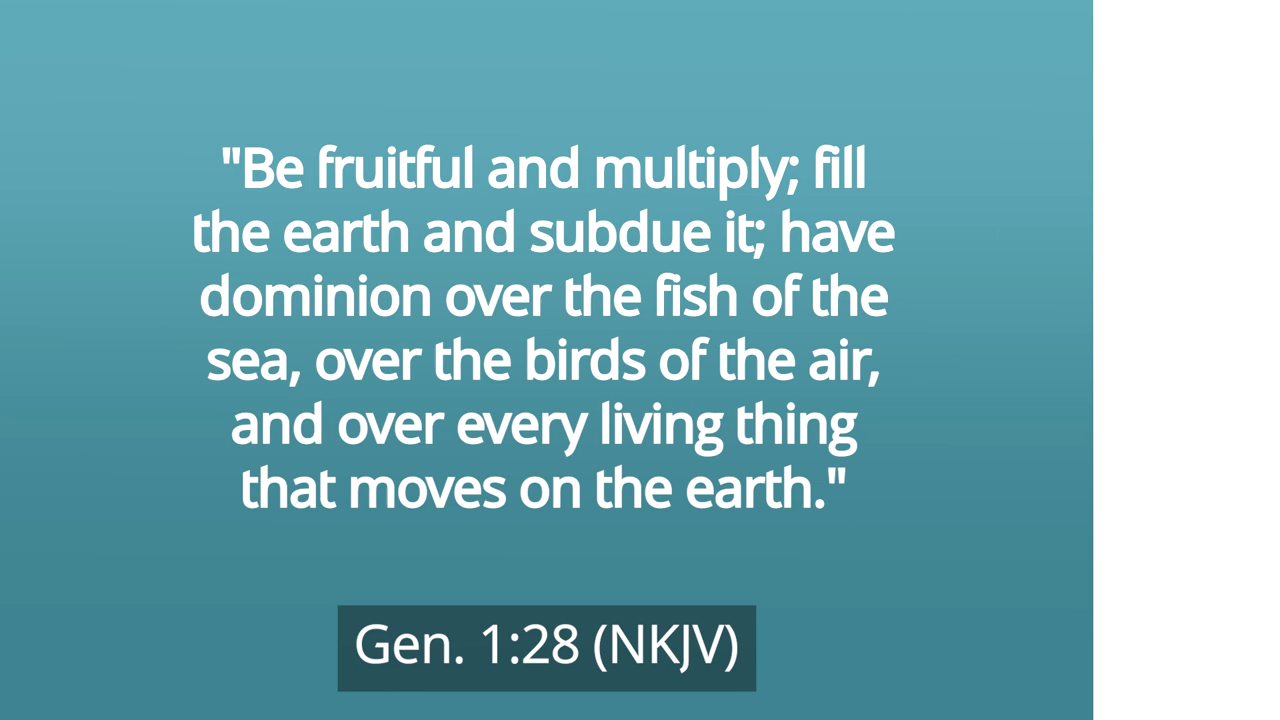 "Be fruitful and multiply; fill
the earth and subdue it; have
dominion over the fish of the
sea, over the birds of the air,
and over every living thing
that moves on the earth."
Gen. 1:28 (NKJV)